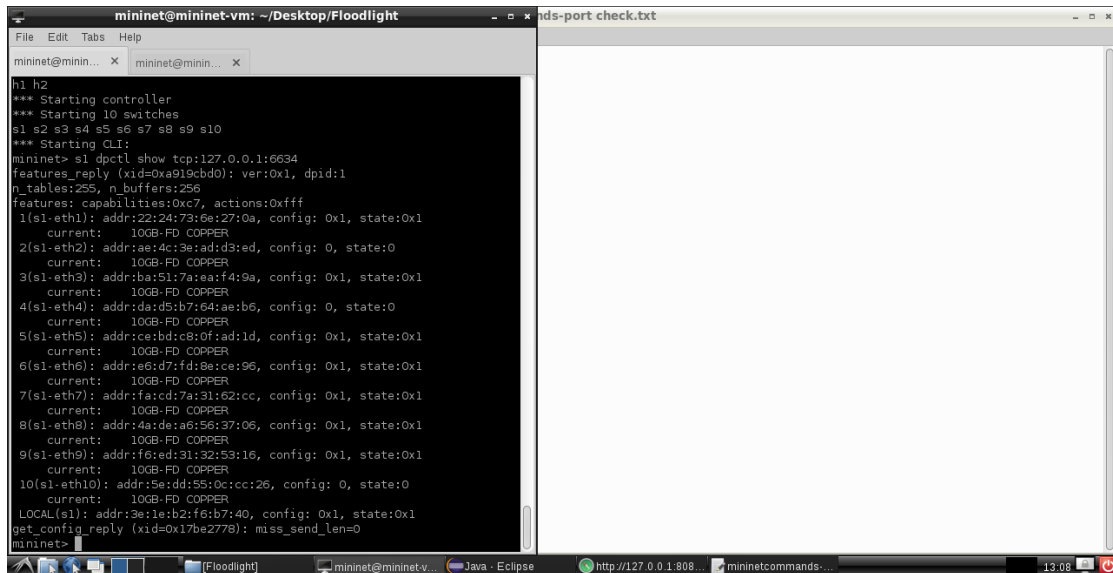 mininet@mininet-vm: ~/Desktop/Floodlight
nds-port check.txt
File Edit Tabs Help
mininet@minin... mininet@minin...
h1 h2
*** Starting controller
*** Starting 10 switches
s1 s2 s3 s4 s5 s6 s7 s8 s9 s10
*** Starting CLI:
mininet> s1 dpctl show tcp:127.0.0.1:6634
features_reply (xid=0xa919cbd0): ver:0x1, dpid:1
n_tables:255, n_buffers:256
features: capabilities:0xc7, actions:0xfff
1(s1-eth1): addr:22:24:73:6e:27:0a, config: 0x1, state:0x1
current: 10GB-FD COPPER
2(s1-eth2): addr:ae:4c:3e:ad:d3:ed, config: 0, state:0
current: 10GB-FD COPPER
3(s1-eth3): addr:ba:51:7a:ea:f4:9a, config: 0x1, state:0x1
current: 10GB-FD COPPER
4(s1-eth4): addr:da:d5:b7:64:ae:b6, config: 0, state:0
current: 10GB-FD COPPER
5(s1-eth5): addr:ce:bd:c8:0f:ad:1d, config: 0x1, state:0x1
current: 10GB-FD COPPER
6(s1-eth6): addr:e6:d7:fd:8e:ce:96, config: 0x1, state:0x1
current: 10GB-FD COPPER
7(s1-eth7): addr:fa:cd:7a:31:62:cc, config: 0x1, state:0x1
current: 10GB-FD COPPER
8(s1-eth8): addr:4a:de:a6:56:37:06, config: 0x1, state:0x1
current: 10GB-FD COPPER
9(s1-eth9): addr:f6:ed:31:32:53:16, config: 0x1, state:0x1
current: 10GB-FD COPPER
10(s1-eth10): addr:5e:dd:55:0c:cc:26, config: 0, state:0
current: 10GB-FD COPPER
LOCAL(s1): addr:3e:1e:b2:f6:b7:40, config: 0x1, state:0x1
get_config_reply (xid=0x17be2778): miss_send_len=0
mininet>
[Floodlight] mininet@mininet-v... Java - Eclipse http://127.0.0.1:808... mininetcommands-... 13:08